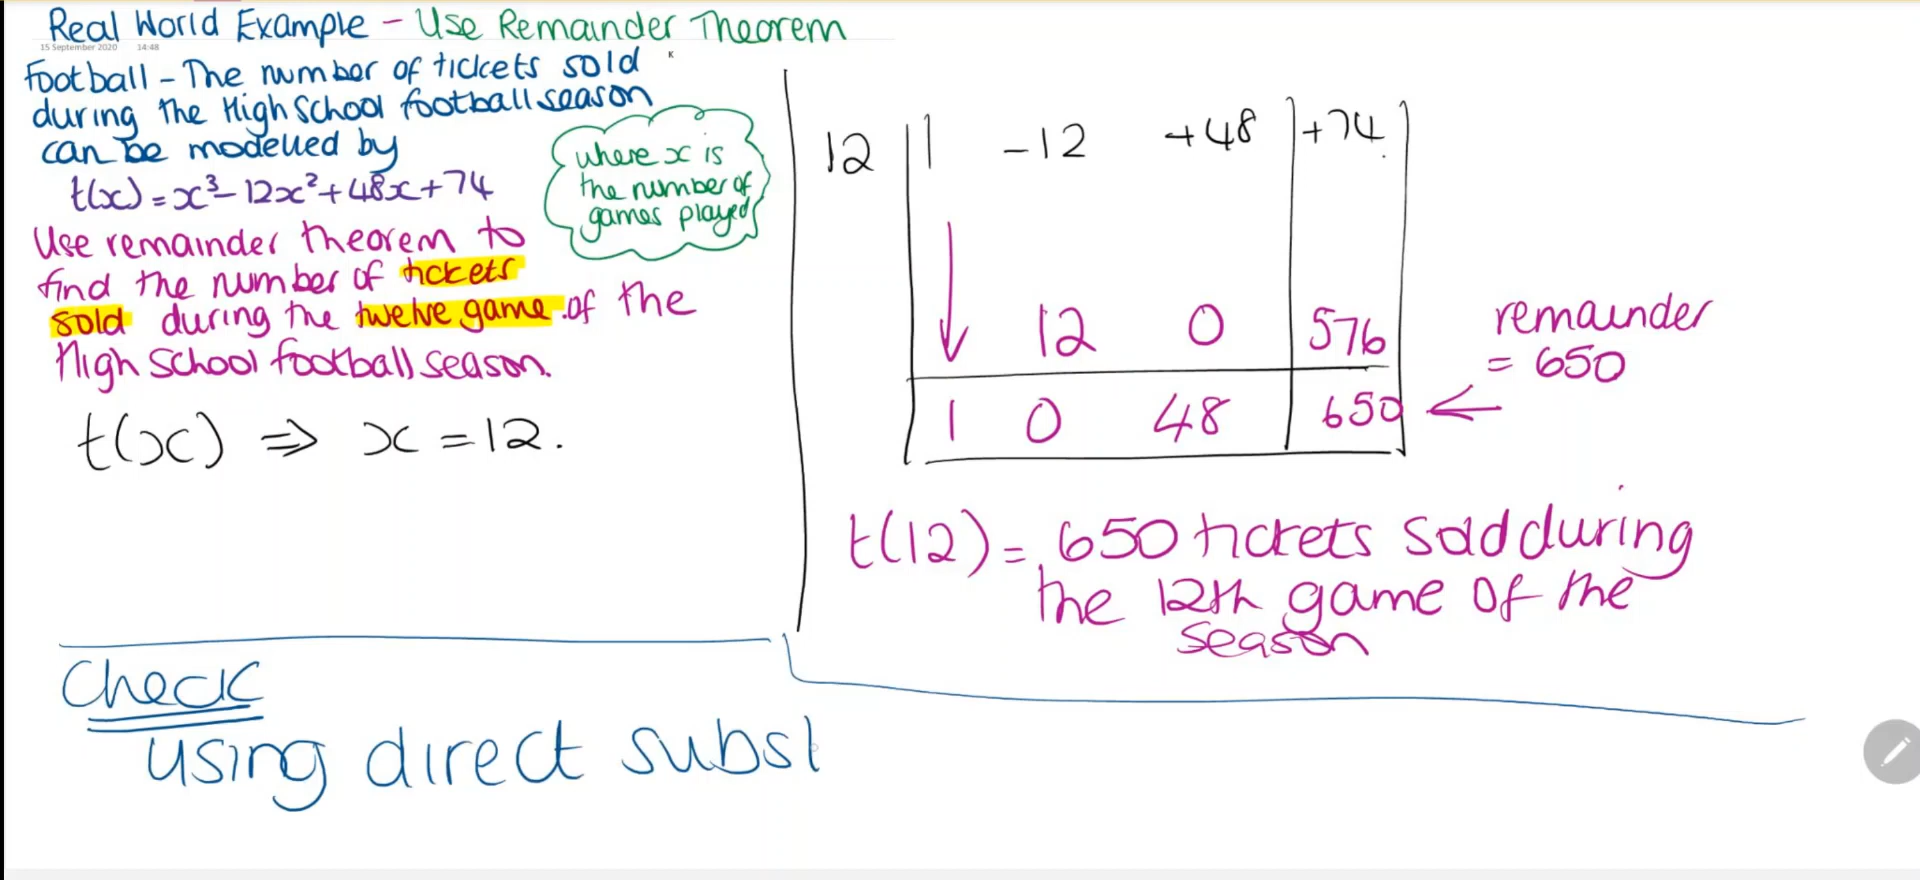 Real World Example - Use Remainder Theorem
15 September 2020 14:48
Football - The number of tickets sold
during the High School football season
can be modelled by
t(x) = x³ - 12x² + 48x + 74
where x is
the number of
games played
Use remainder theorem to
find the number of tickets
sold during the twelve game of the
High School football season.
t(x) ⇒ x = 12.
12 | 1 -12 +48 | +74
12 0 576
1 0 48 650 ←
remainder
= 650
t(12) = 650 tickets sold during
the 12th game of the
season
Check
using direct subst